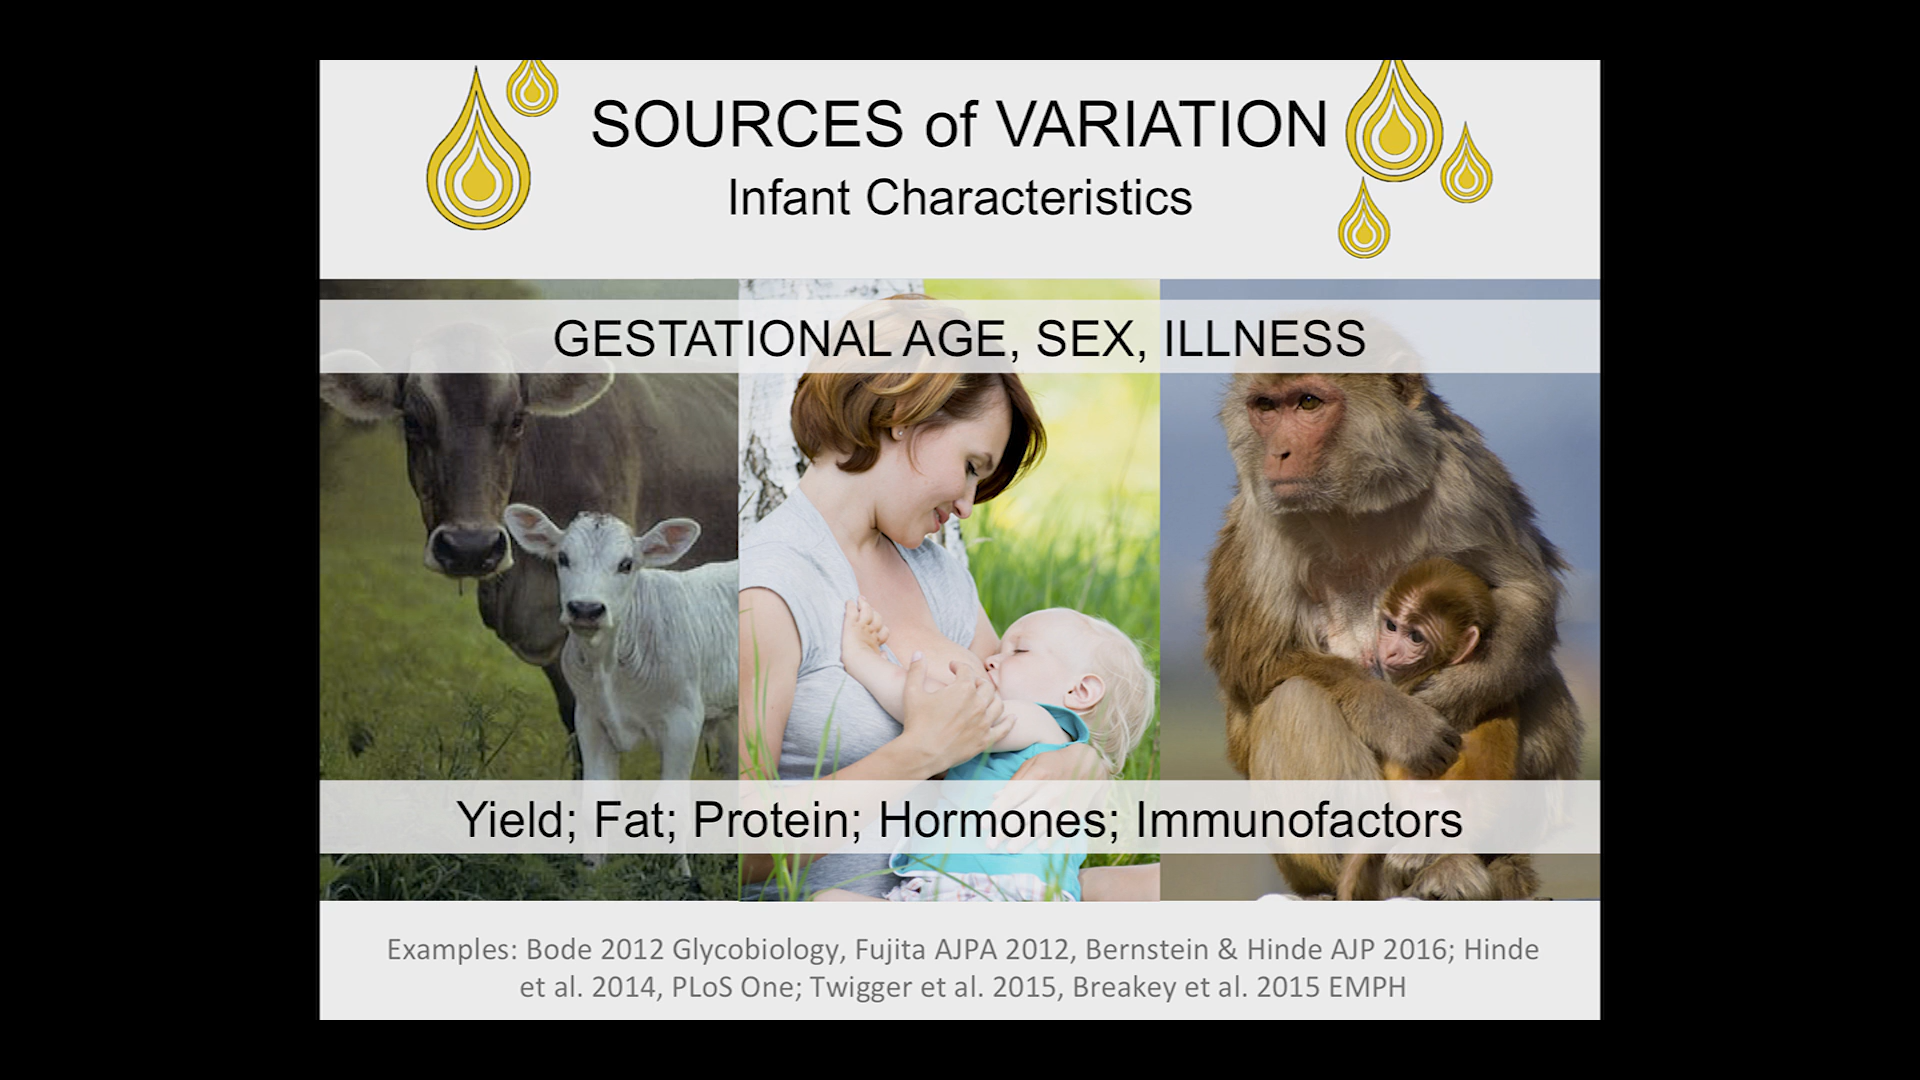 SOURCES of VARIATION
Infant Characteristics
GESTATIONAL AGE, SEX, ILLNESS
Yield; Fat; Protein; Hormones; Immunofactors
Examples: Bode 2012 Glycobiology, Fujita AJPA 2012, Bernstein & Hinde AJP 2016; Hinde
et al. 2014, PLoS One; Twigger et al. 2015, Breakey et al. 2015 EMPH